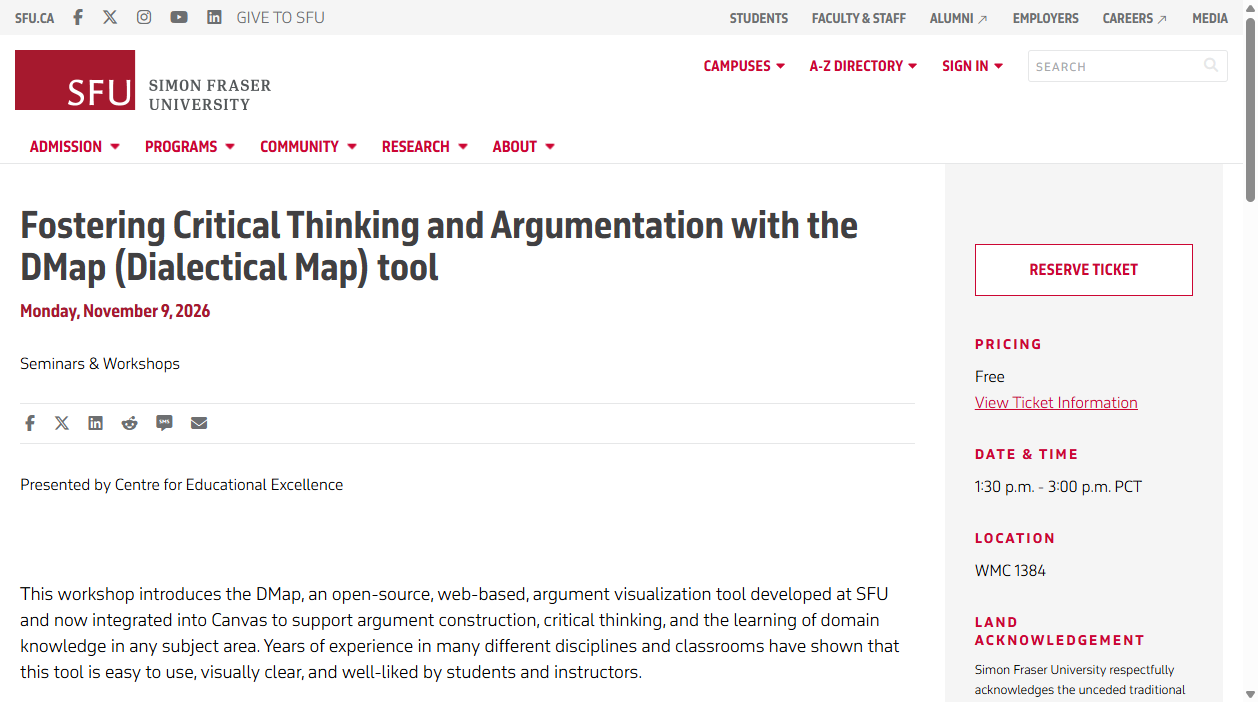 SFU.CA GIVE TO SFU STUDENTS FACULTY & STAFF ALUMNI EMPLOYERS CAREERS MEDIA
SFU SIMON FRASER
UNIVERSITY
CAMPUSES A-Z DIRECTORY SIGN IN SEARCH
ADMISSION PROGRAMS COMMUNITY RESEARCH ABOUT
Fostering Critical Thinking and Argumentation with the
DMap (Dialectical Map) tool
Monday, November 9, 2026
Seminars & Workshops
SMS
Presented by Centre for Educational Excellence
This workshop introduces the DMap, an open-source, web-based, argument visualization tool developed at SFU
and now integrated into Canvas to support argument construction, critical thinking, and the learning of domain
knowledge in any subject area. Years of experience in many different disciplines and classrooms have shown that
this tool is easy to use, visually clear, and well-liked by students and instructors.
RESERVE TICKET
PRICING
Free
View Ticket Information
DATE & TIME
1:30 p.m. - 3:00 p.m. PCT
LOCATION
WMC 1384
LAND
ACKNOWLEDGEMENT
Simon Fraser University respectfully
acknowledges the unceded traditional